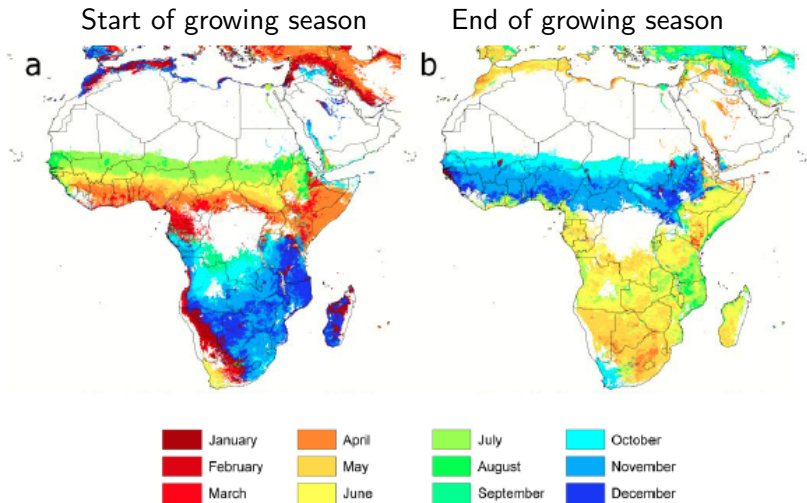 Start of growing season End of growing season
a b
January April July October
February May August November
March June September December